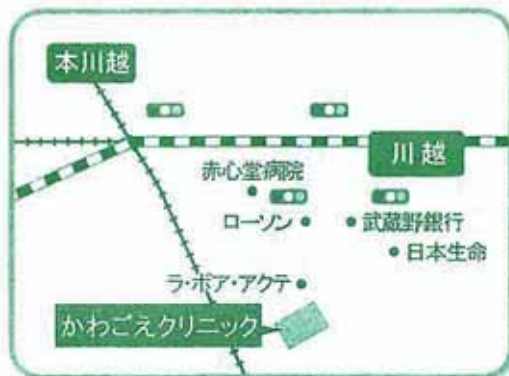 本川越
川越
赤心堂病院
ローソン
武蔵野銀行
日本生命
ラ・ボア・アクテ
かわごえクリニック